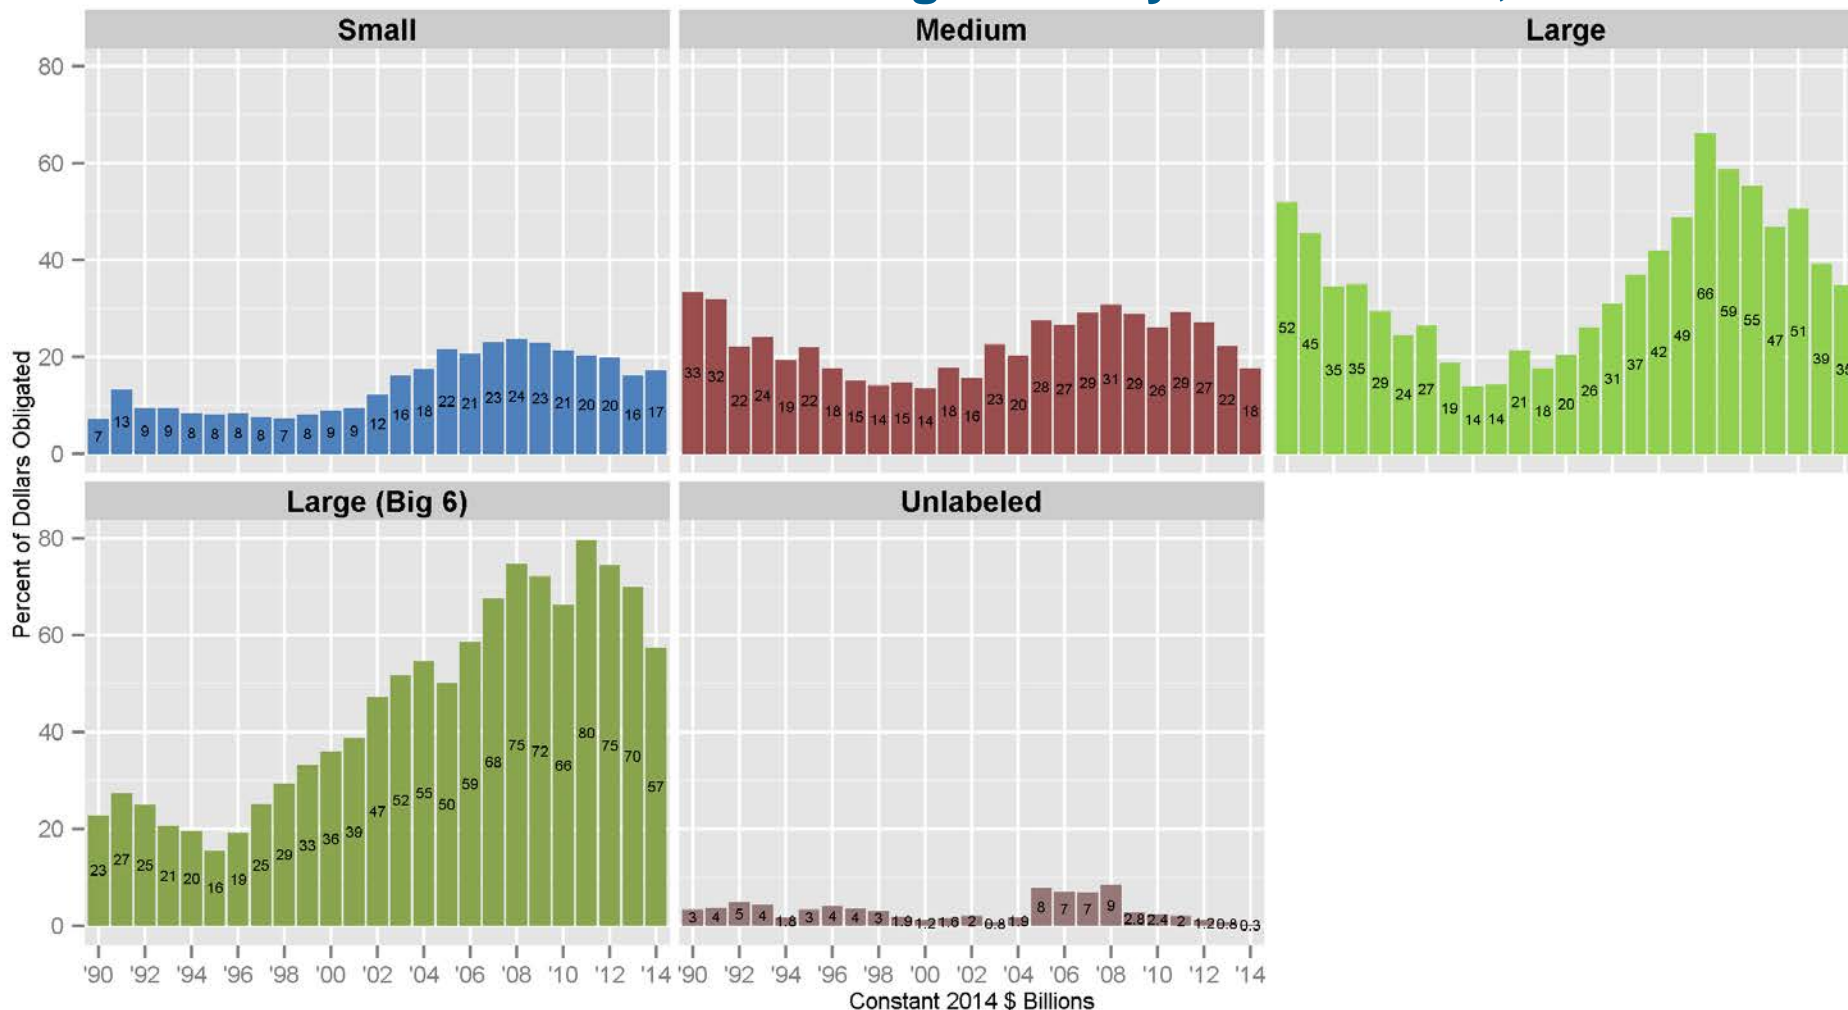 Small
80
60
40
20
0
7 13 9 9 8 8 8 8 7 8 9 9 12 16 18 22 21 23 24 23 21 20 20 16 17
Medium
33 32 22 24 19 22 18 15 14 15 14 18 16 23 20 28 27 29 31 29 26 29 27 22 18
Large
52 45 35 35 29 24 27 19 14 14 21 18 20 26 31 37 42 49 66 59 55 47 51 39 35
Percent of Dollars Obligated
Large (Big 6)
80
60
40
20
0
23 27 25 21 20 16 19 25 29 33 36 39 47 52 55 50 59 68 75 72 66 80 75 70 57
'90 '92 '94 '96 '98 '00 '02 '04 '06 '08 '10 '12 '14
Unlabeled
3 4 5 4 1.8 3 4 4 3 1.9 1.2 1.6 2 0.8 1.9 8 7 7 9 2.8 2.4 2 1.2 0.8 0.3
'90 '92 '94 '96 '98 '00 '02 '04 '06 '08 '10 '12 '14
Constant 2014 $ Billions